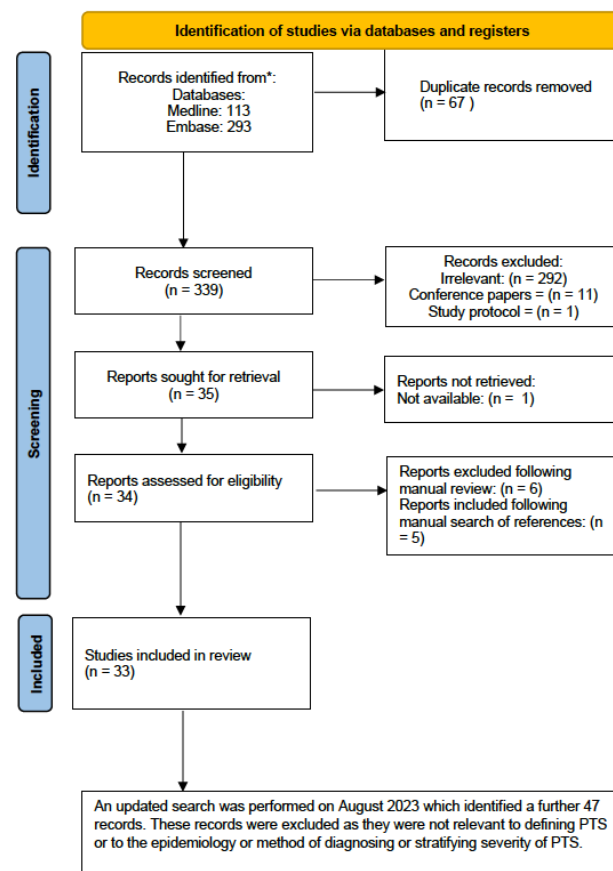 Identification of studies via databases and registers
Identification
Records identified from*:
Databases:
Medline: 113
Embase: 293
Duplicate records removed
(n = 67 )
Screening
Records screened
(n = 339)
Records excluded:
Irrelevant: (n = 292)
Conference papers = (n = 11)
Study protocol = (n = 1)
Reports sought for retrieval
(n = 35)
Reports not retrieved:
Not available: (n = 1)
Reports assessed for eligibility
(n = 34)
Reports excluded following
manual review: (n = 6)
Reports included following
manual search of references: (n
= 5)
Included
Studies included in review
(n = 33)
An updated search was performed on August 2023 which identified a further 47
records. These records were excluded as they were not relevant to defining PTS
or to the epidemiology or method of diagnosing or stratifying severity of PTS.